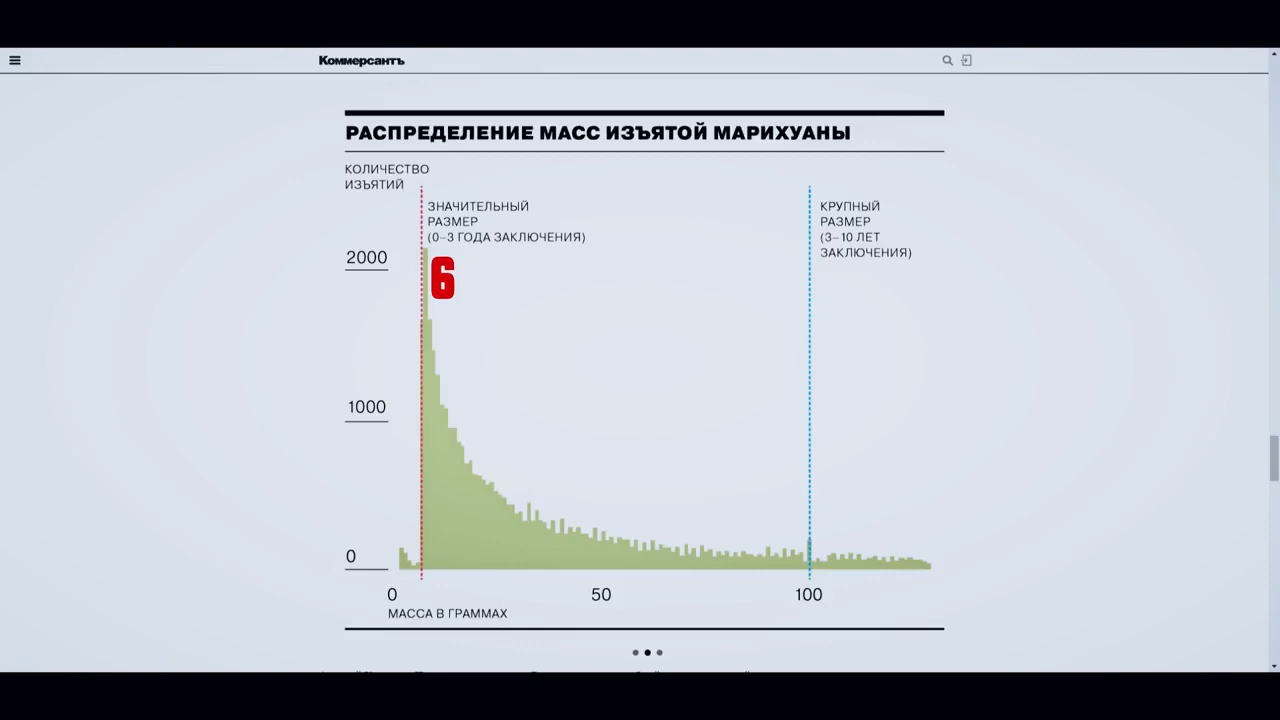 Коммерсантъ
РАСПРЕДЕЛЕНИЕ МАСС ИЗЪЯТОЙ МАРИХУАНЫ
КОЛИЧЕСТВО
ИЗЪЯТИЙ
ЗНАЧИТЕЛЬНЫЙ
РАЗМЕР
(0–3 ГОДА ЗАКЛЮЧЕНИЯ)
КРУПНЫЙ
РАЗМЕР
(3–10 ЛЕТ
ЗАКЛЮЧЕНИЯ)
2000
6
1000
0
0 50 100
МАССА В ГРАММАХ